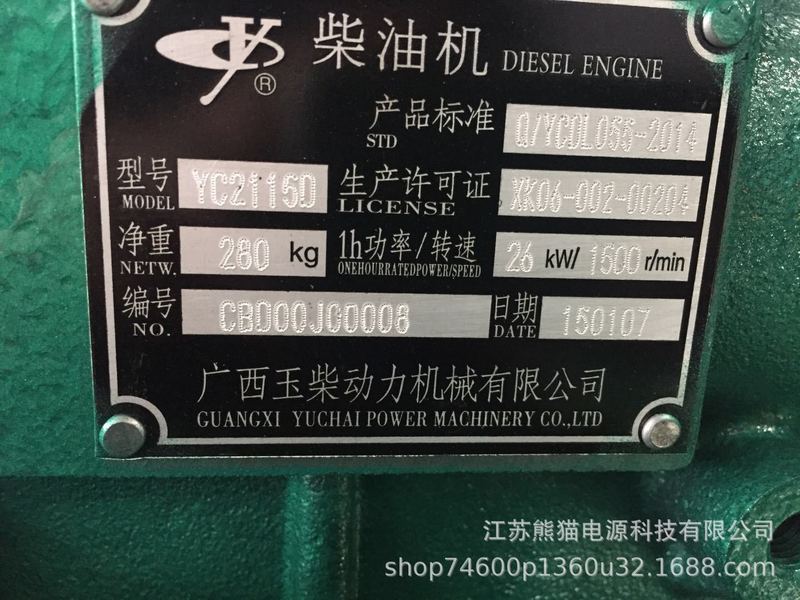 柴油机 DIESEL ENGINE
®
产品标准 Q/YCDL055-2014
STD
型号 YC2115D 生产许可证 XK06-002-00204
MODEL LICENSE
净重 280 kg 1h功率/转速 26 kW/ 1500 r/min
NETW. ONEHOURRATEDPOWER/SPEED
编号 CBD00J00008 日期 150107
NO. DATE
广西玉柴动力机械有限公司
GUANGXI YUCHAI POWER MACHINERY CO.,LTD
江苏熊猫电源科技有限公司
shop74600p1360u32.1688.com